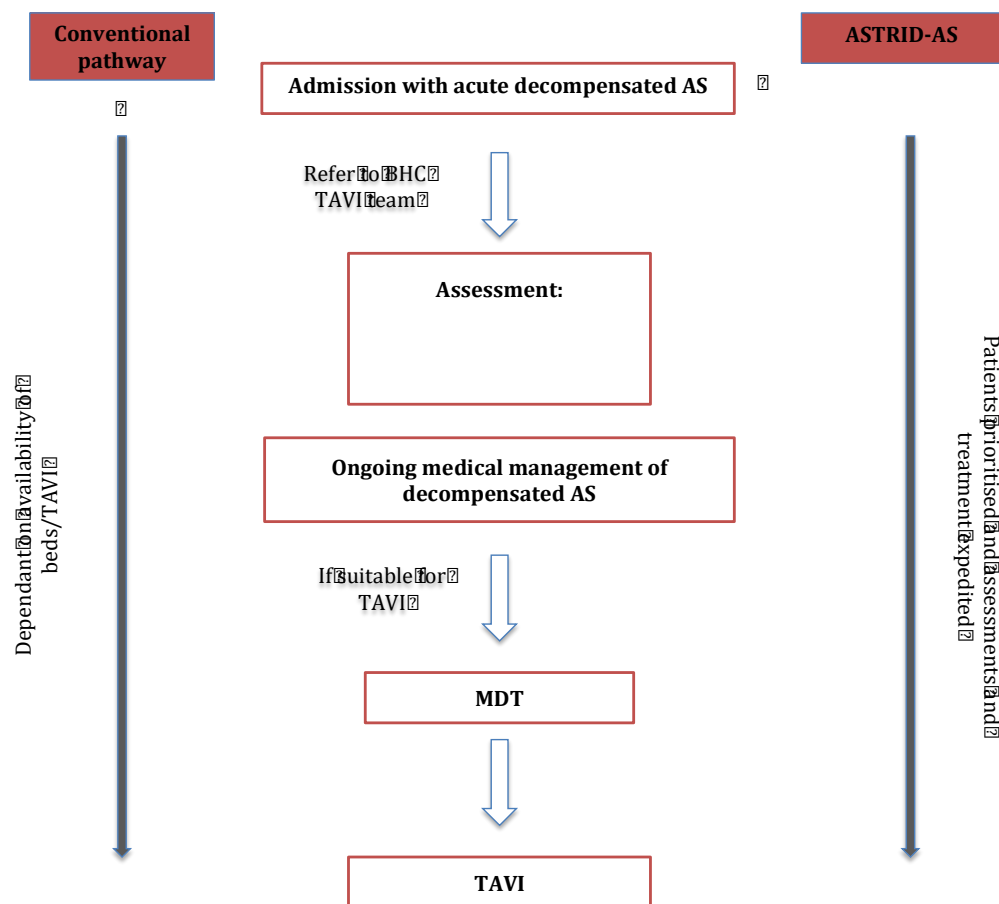 Conventional
pathway
ASTRID-AS
Admission with acute decompensated AS
Refer to BHC
TAVI team
Assessment:
Ongoing medical management of
decompensated AS
If suitable for
TAVI
MDT
TAVI
Dependant on availability of
beds/TAVI
Patients prioritised and assessments and
treatment expedited